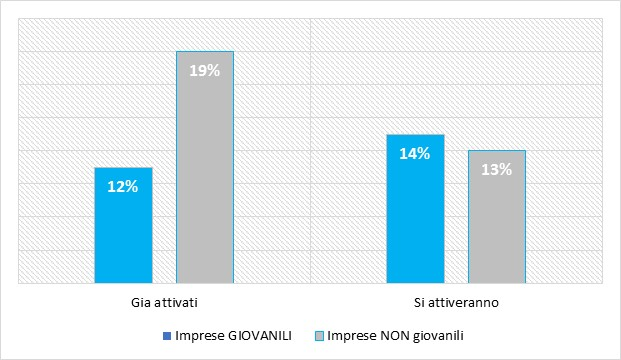 19%
12%
14%
13%
Gia attivati
Si attiveranno
Imprese GIOVANILI
Imprese NON giovanili